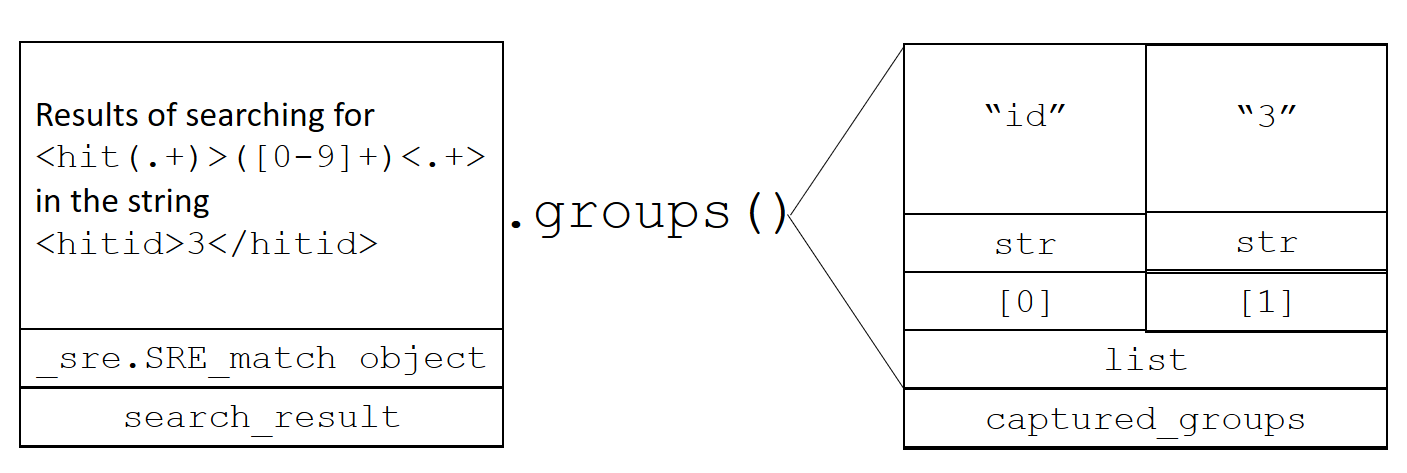 Results of searching for
<hit(.+)>([0-9]+)<.+>
in the string
<hitid>3</hitid>
_sre.SRE_match object
search_result
.groups()
“id” “3”
str str
[0] [1]
list
captured_groups